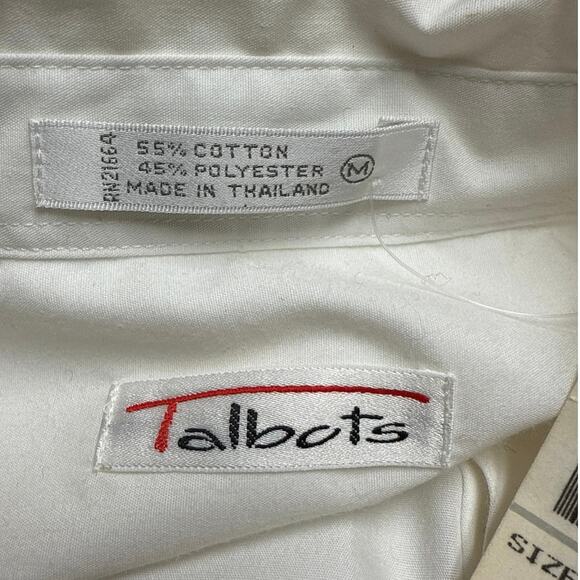 RN21664
55% COTTON
45% POLYESTER M
MADE IN THAILAND
Talbots
SIZE